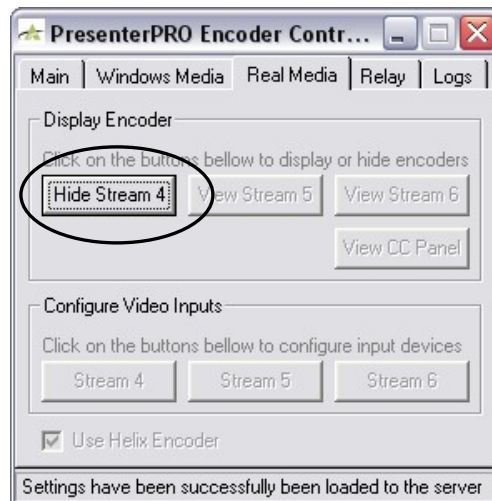 PresenterPRO Encoder Contr...
Main Windows Media Real Media Relay Logs
Display Encoder
Click on the buttons bellow to display or hide encoders
Hide Stream 4 View Stream 5 View Stream 6
View CC Panel
Configure Video Inputs
Click on the buttons bellow to configure input devices
Stream 4 Stream 5 Stream 6
Use Helix Encoder
Settings have been successfully been loaded to the server